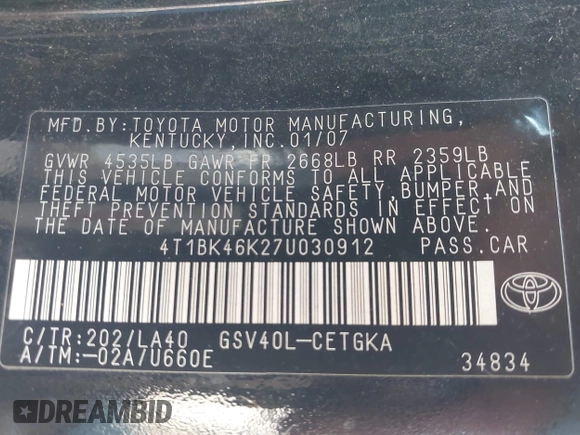 MFD.BY:TOYOTA MOTOR MANUFACTURING,
KENTUCKY,INC.01/07
GVWR 4535LB GAWR FR 2668LB RR 2359LB
THIS VEHICLE CONFORMS TO ALL APPLICABLE
FEDERAL MOTOR VEHICLE SAFETY,BUMPER AND
THEFT PREVENTION STANDARDS IN EFFECT ON
THE DATE OF MANUFACTURE SHOWN ABOVE.
4T1BK46K27U030912 PASS.CAR
C/TR:202/LA40 GSV40L-CETGKA
A/TM:-02A/U660E 34834
DREAMBID